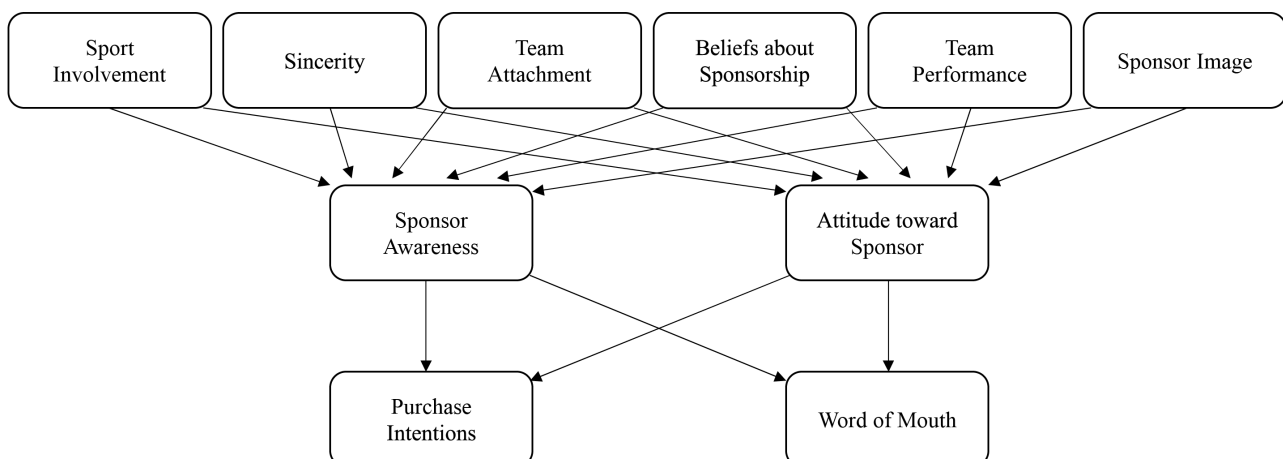 Sport
Involvement
Sincerity
Team
Attachment
Beliefs about
Sponsorship
Team
Performance
Sponsor Image
Sponsor
Awareness
Attitude toward
Sponsor
Purchase
Intentions
Word of Mouth